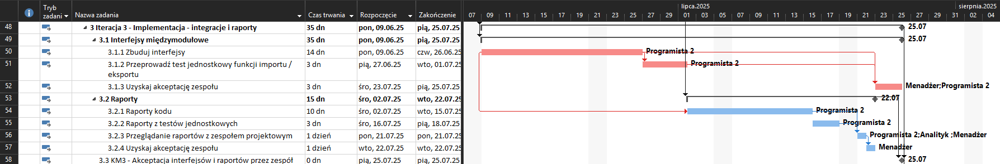 Tryb zadani Nazwa zadania Czas trwania Rozpoczęcie Zakończenie
lipca.2025 sierpnia.2025
07 09 11 13 15 17 19 21 23 25 27 29 01 03 05 07 09 11 13 15 17 19 21 23 25 27 29 31 02 04
48 3 Iteracja 3 - Implementacja - integracje i raporty 35 dn pon, 09.06.25 pią, 25.07.25 25.07
49 3.1 Interfejsy międzymodułowe 35 dn pon, 09.06.25 pią, 25.07.25 25.07
50 3.1.1 Zbuduj interfejsy 14 dn pon, 09.06.25 czw, 26.06.25 Programista 2
51 3.1.2 Przeprowadź test jednostkowy funkcji importu / 3 dn pią, 27.06.25 wto, 01.07.25 Programista 2
eksportu
52 3.1.3 Uzyskaj akceptację zespołu 3 dn śro, 23.07.25 pią, 25.07.25 Menadżer;Programista 2
53 3.2 Raporty 15 dn śro, 02.07.25 wto, 22.07.25 22.07
54 3.2.1 Raporty kodu 10 dn śro, 02.07.25 wto, 15.07.25 Programista 2
55 3.2.2 Raporty z testów jednostkowych 3 dn śro, 16.07.25 pią, 18.07.25 Programista 2
56 3.2.3 Przeglądanie raportów z zespołem projektowym 1 dzień pon, 21.07.25 pon, 21.07.25 Programista 2;Analityk ;Menadżer
57 3.2.4 Uzyskaj akceptację zespołu 1 dzień wto, 22.07.25 wto, 22.07.25 Menadżer
58 3.3 KM3 - Akceptacja interfejsów i raportów przez zespół 0 dn pią, 25.07.25 pią, 25.07.25 25.07